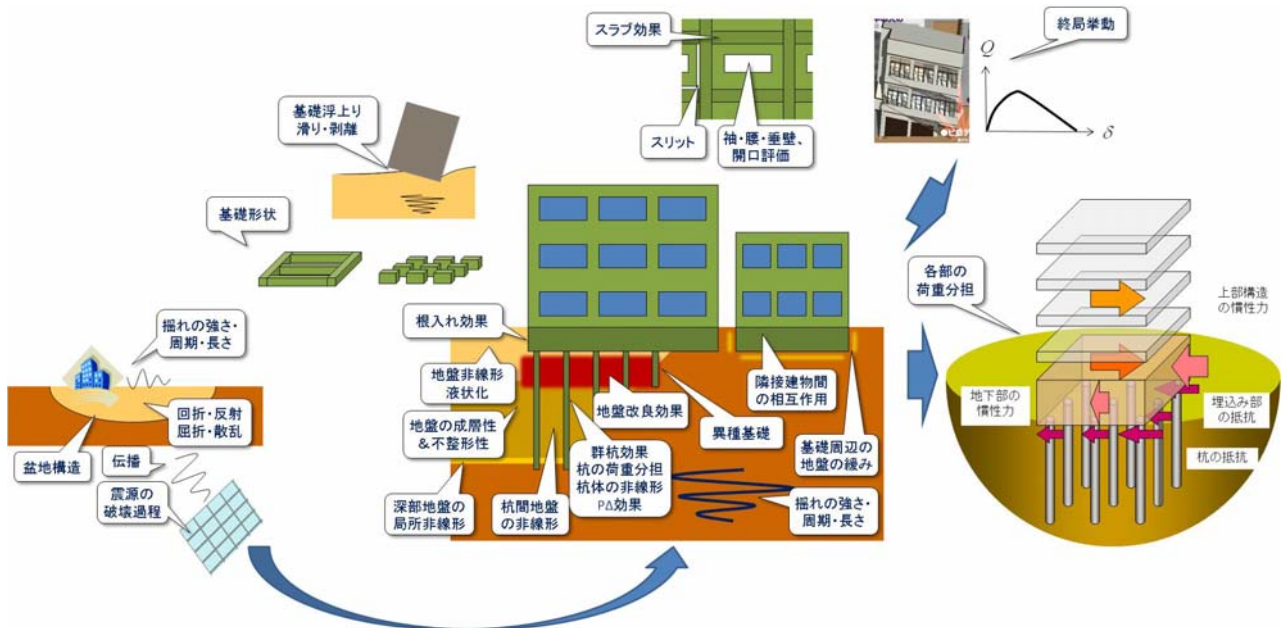 スラブ効果
スリット
袖・腰・垂壁、
開口評価
Q
終局挙動
δ
基礎浮上り
滑り・剥離
基礎形状
揺れの強さ・
周期・長さ
回折・反射
屈折・散乱
盆地構造
伝播
震源の
破壊過程
根入れ効果
地盤非線形
液状化
地盤の成層性
&不整形性
深部地盤の
局所非線形
杭間地盤
の非線形
地盤改良効果
群杭効果
杭の荷重分担
杭体の非線形
PΔ効果
異種基礎
隣接建物間
の相互作用
基礎周辺の
地盤の緩み
揺れの強さ・
周期・長さ
各部の
荷重分担
上部構造
の慣性力
地下部
の慣性力
埋込み部
の抵抗
杭の抵抗